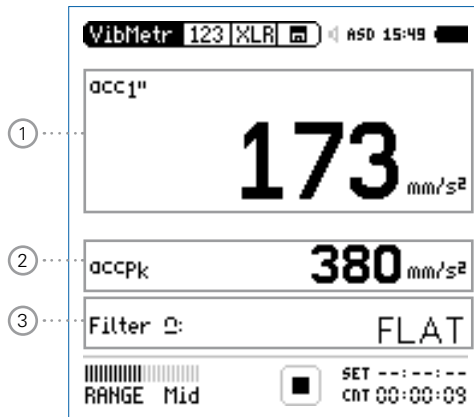 VibMetr 123 XLR ASD 15:49
acc1"
1
173 mm/s²
2
accPk 380 mm/s²
3
Filter Ω: FLAT
RANGE Mid
SET --:--:--
CNT 00:00:09